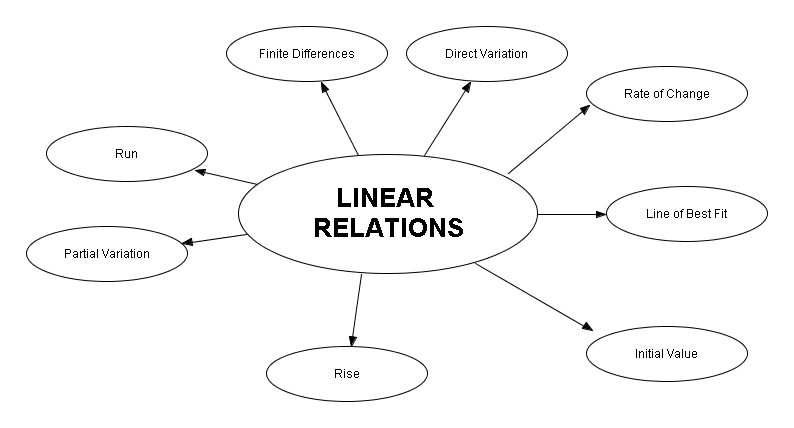 Finite Differences
Direct Variation
Rate of Change
Run
LINEAR
RELATIONS
Line of Best Fit
Partial Variation
Initial Value
Rise